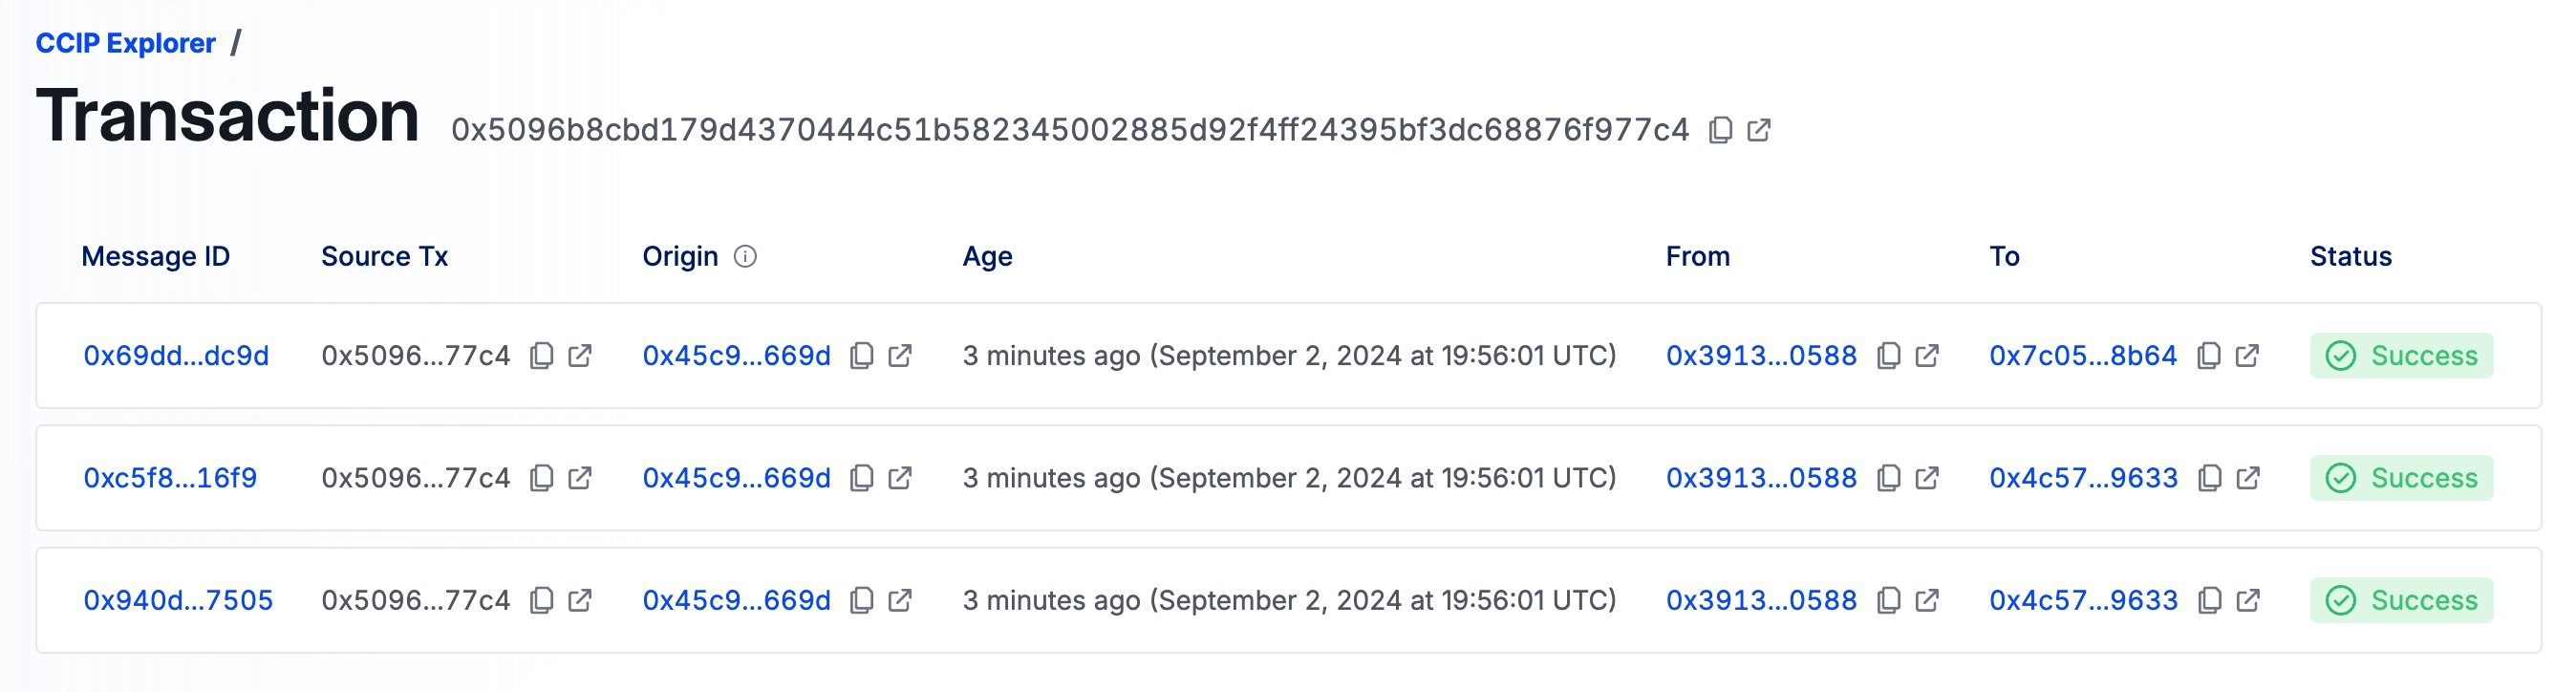 CCIP Explorer /
Transaction 0x5096b8cbd179d4370444c51b582345002885d92f4ff24395bf3dc68876f977c4
Message ID Source Tx Origin Age From To Status
0x69dd...dc9d 0x5096...77c4 0x45c9...669d 3 minutes ago (September 2, 2024 at 19:56:01 UTC) 0x3913...0588 0x7c05...8b64 Success
0xc5f8...16f9 0x5096...77c4 0x45c9...669d 3 minutes ago (September 2, 2024 at 19:56:01 UTC) 0x3913...0588 0x4c57...9633 Success
0x940d...7505 0x5096...77c4 0x45c9...669d 3 minutes ago (September 2, 2024 at 19:56:01 UTC) 0x3913...0588 0x4c57...9633 Success